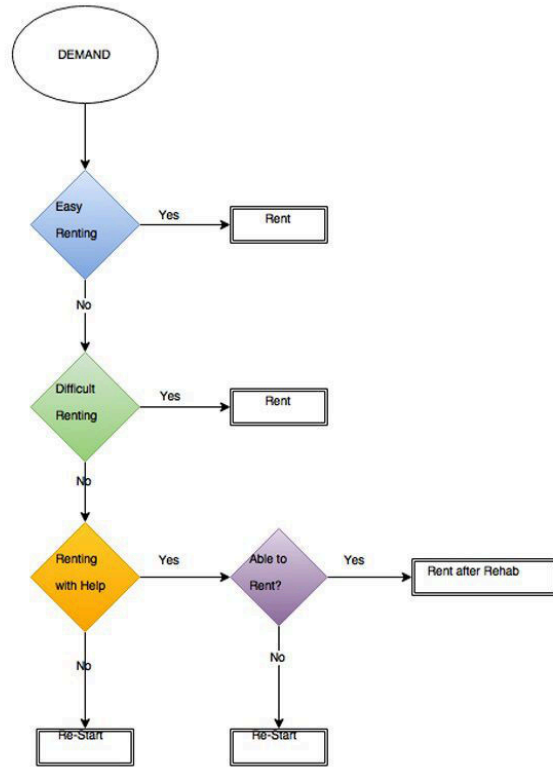 DEMAND
Easy
Renting
Yes
Rent
No
Difficult
Renting
Yes
Rent
No
Renting
with Help
Yes
Able to
Rent?
Yes
Rent after Rehab
No
No
Re-Start
Re-Start